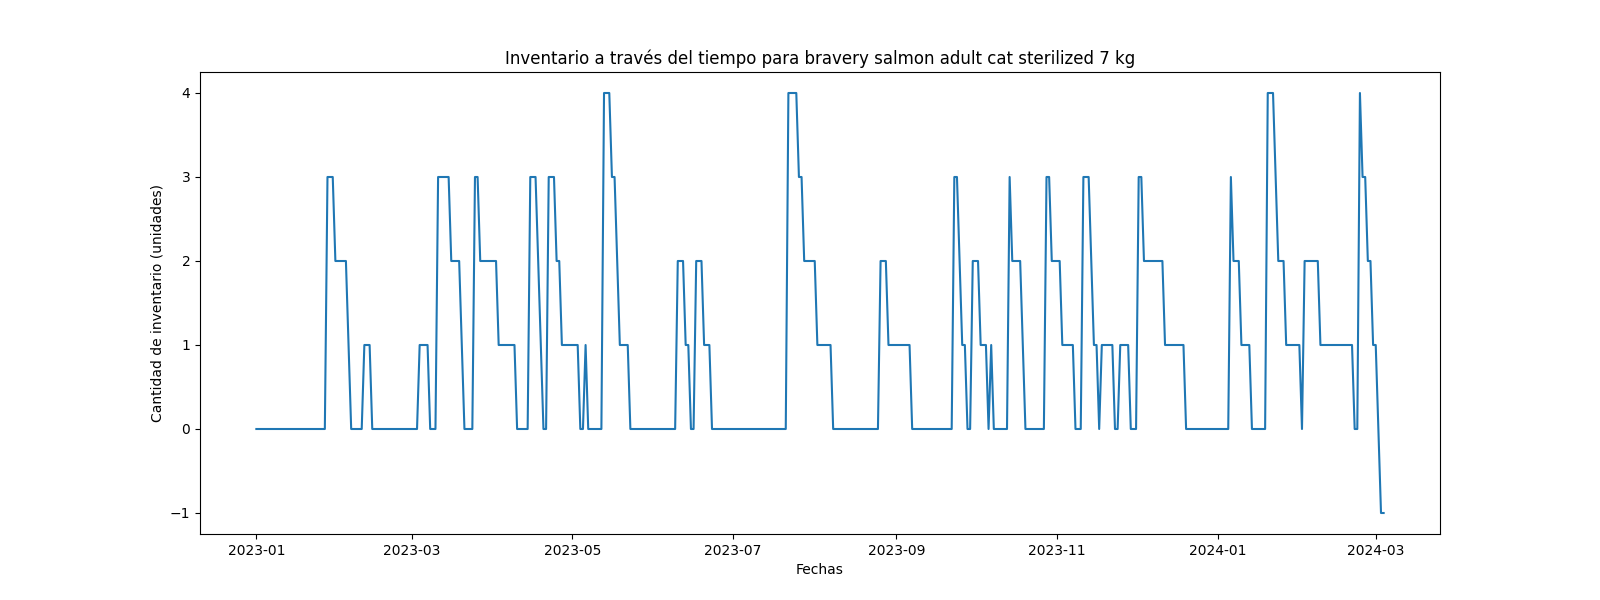 Inventario a través del tiempo para bravery salmon adult cat sterilized 7 kg
Cantidad de inventario (unidades)
4
3
2
1
0
−1
2023-01 2023-03 2023-05 2023-07 2023-09 2023-11 2024-01 2024-03
Fechas